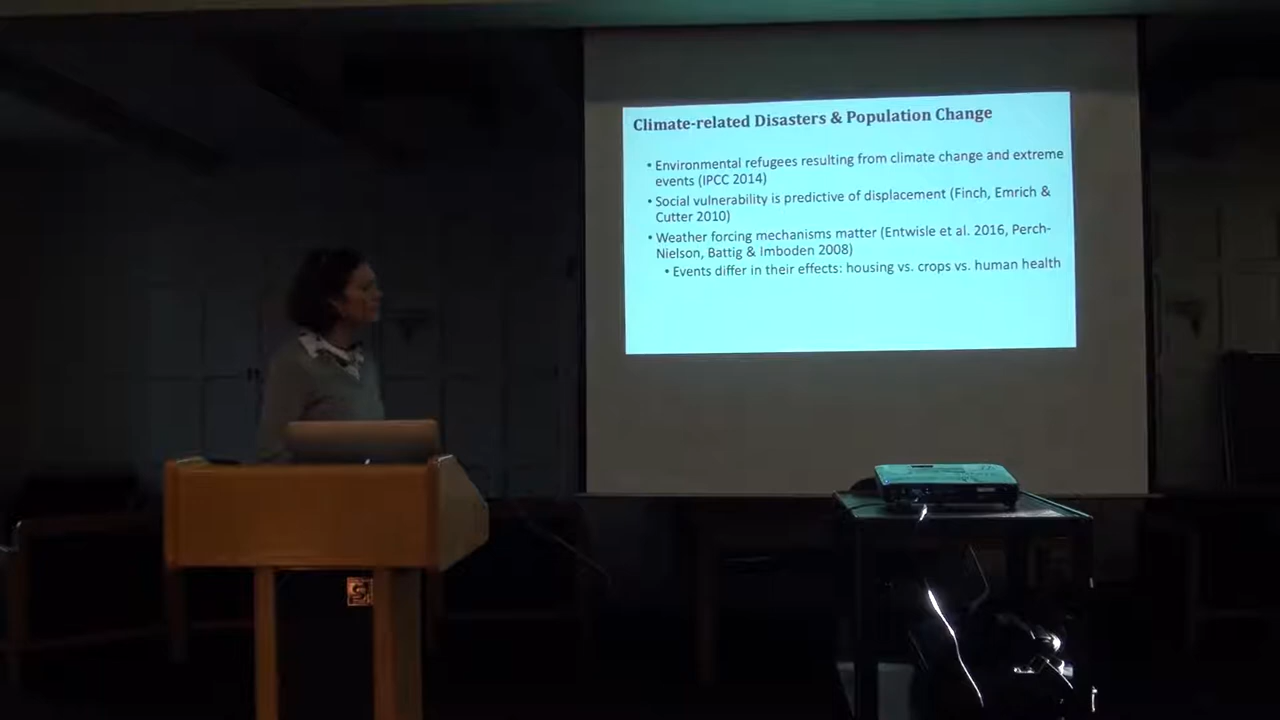 Climate-related Disasters & Population Change
• Environmental refugees resulting from climate change and extreme
events (IPCC 2014)
• Social vulnerability is predictive of displacement (Finch, Emrich &
Cutter 2010)
• Weather forcing mechanisms matter (Entwisle et al. 2016, Perch-
Nielson, Battig & Imboden 2008)
• Events differ in their effects: housing vs. crops vs. human health